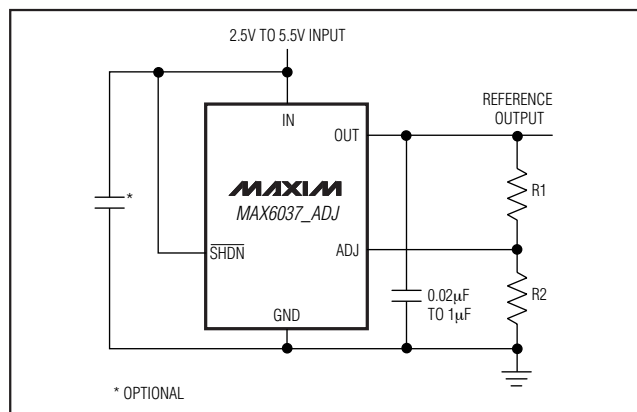 2.5V TO 5.5V INPUT
REFERENCE
OUTPUT
IN
OUT
R1
*
MAXIM
MAX6037_ADJ
SHDN
ADJ
R2
0.02µF
TO 1µF
GND
* OPTIONAL